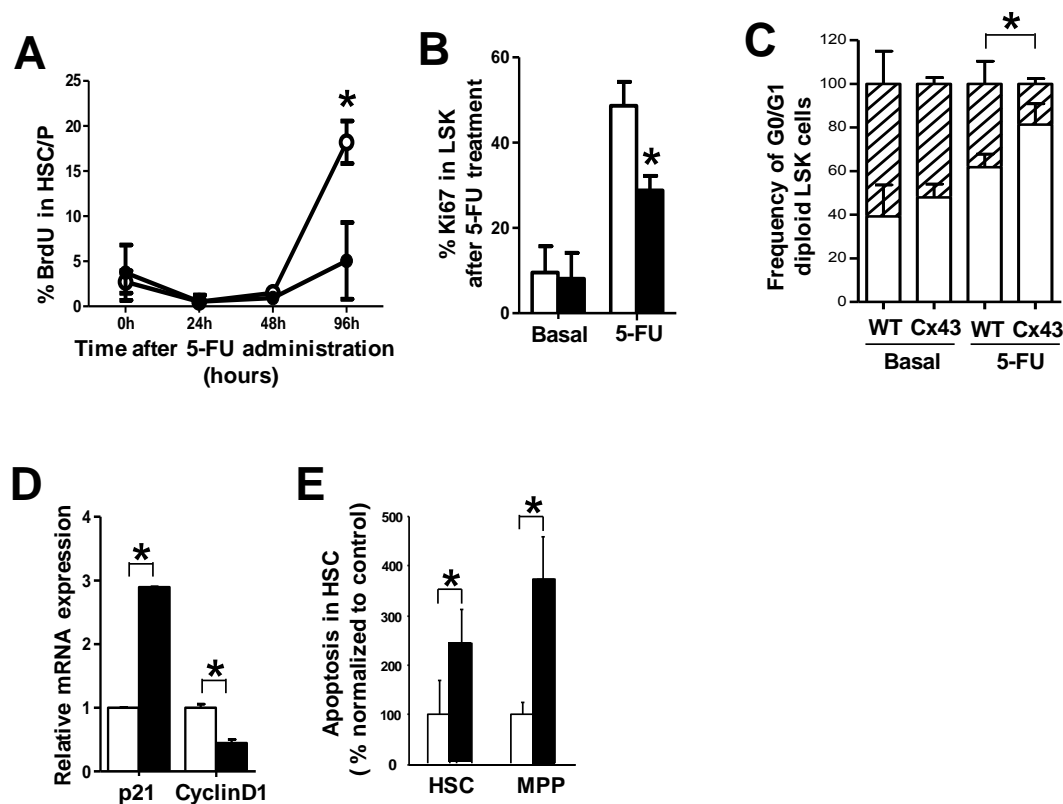 A
% BrdU in HSC/P
25
20
15
10
5
0
*
0h 24h 48h 96h
Time after 5-FU administration
(hours)
B
% Ki67 in LSK
after 5-FU treatment
60
40
20
0
*
Basal 5-FU
C
Frequency of G0/G1
diploid LSK cells
120
100
80
60
40
20
0
*
WT Cx43 WT Cx43
Basal 5-FU
D
Relative mRNA expression
4
3
2
1
0
*
*
p21 CyclinD1
E
Apoptosis in HSC
( % normalized to control)
500
400
300
200
100
0
*
*
HSC MPP